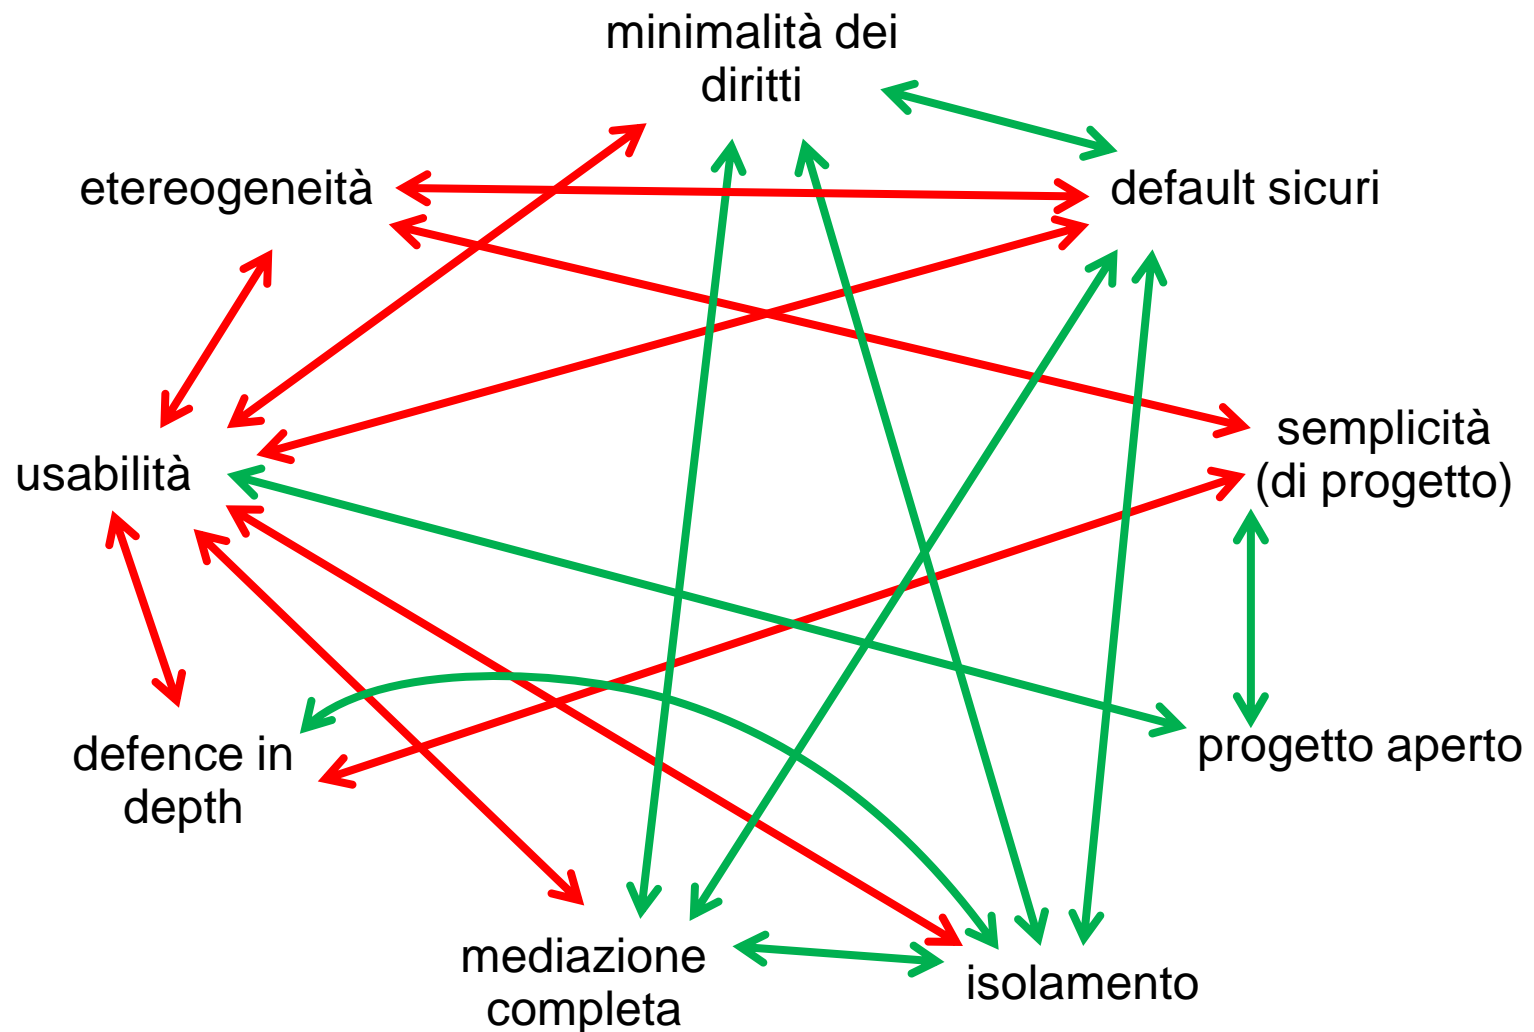 minimalità dei
diritti
etereogeneità
default sicuri
semplicità
(di progetto)
usabilità
progetto aperto
defence in
depth
mediazione
completa
isolamento